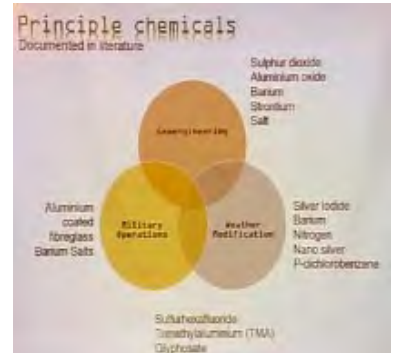 Principle chemicals
Documented in literature
Sulphur dioxide
Aluminium oxide
Barium
Strontium
Salt
Geoengineering
Aluminium
coated
fibreglass
Barium Salts
Military
Operations
Weather
Modification
Silver Iodide
Barium
Nitrogen
Nano silver
P-dichlorobenzene
Sulfurhexafluoride
Trimethylaluminium (TMA)
Glyphosate